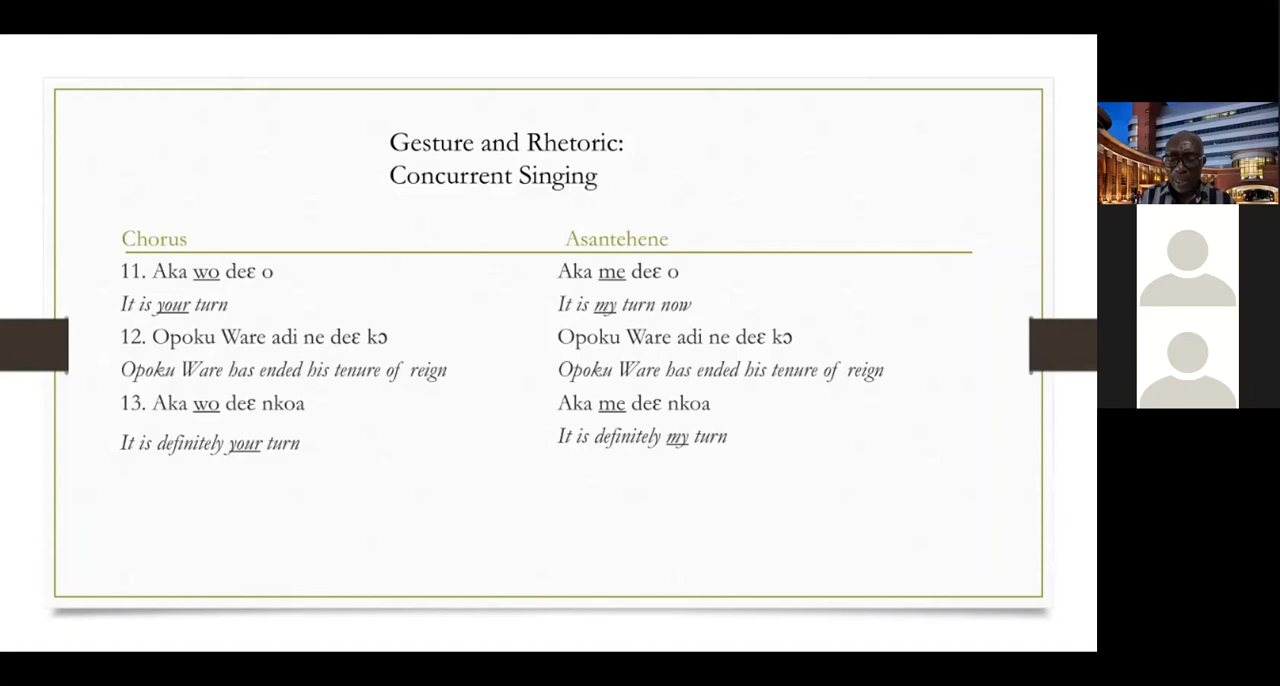 Gesture and Rhetoric:
Concurrent Singing
Chorus Asantehene
11. Aka wo deɛ o Aka me deɛ o
It is your turn It is my turn now
12. Opoku Ware adi ne deɛ kɔ Opoku Ware adi ne deɛ kɔ
Opoku Ware has ended his tenure of reign Opoku Ware has ended his tenure of reign
13. Aka wo deɛ nkoa Aka me deɛ nkoa
It is definitely your turn It is definitely my turn